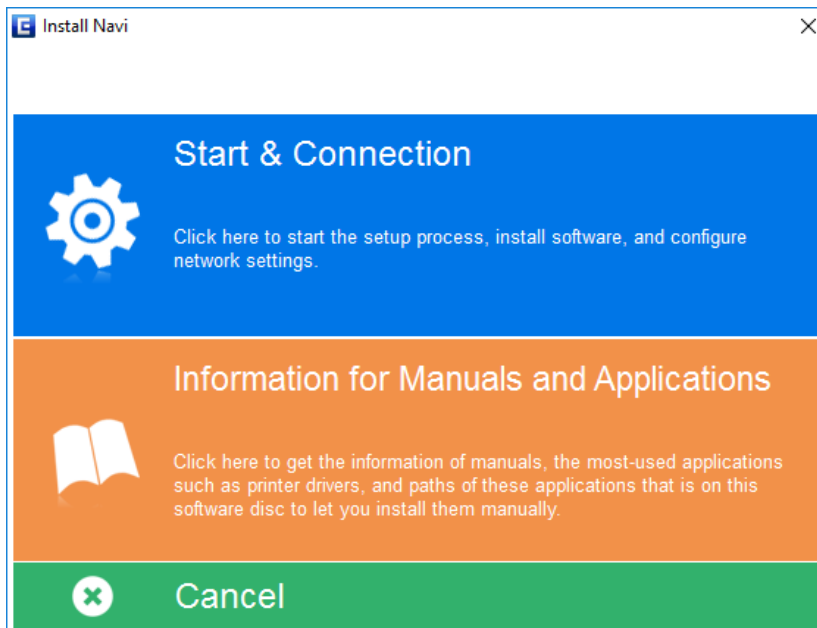 Install Navi
Start & Connection
Click here to start the setup process, install software, and configure
network settings.
Information for Manuals and Applications
Click here to get the information of manuals, the most-used applications
such as printer drivers, and paths of these applications that is on this
software disc to let you install them manually.
Cancel